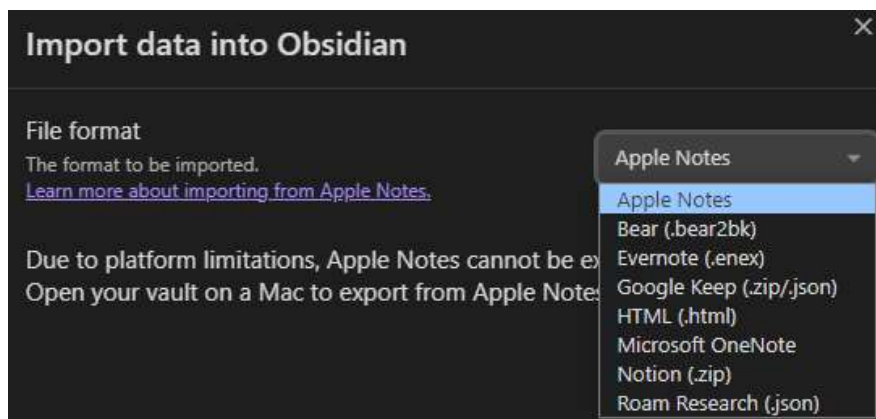 Import data into Obsidian
File format
The format to be imported.
Learn more about importing from Apple Notes.
Apple Notes
Apple Notes
Bear (.bear2bk)
Evernote (.enex)
Google Keep (.zip/.json)
HTML (.html)
Microsoft OneNote
Notion (.zip)
Roam Research (.json)
Due to platform limitations, Apple Notes cannot be
Open your vault on a Mac to export from Apple